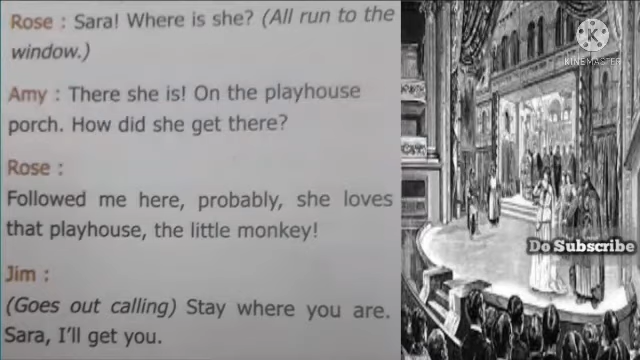 Rose : Sara! Where is she? (All run to the
window.)
Amy : There she is! On the playhouse
porch. How did she get there?
Rose :
Followed me here, probably, she loves
that playhouse, the little monkey!
Jim :
(Goes out calling) Stay where you are.
Sara, I'll get you.
KINEMASTER
Do Subscribe